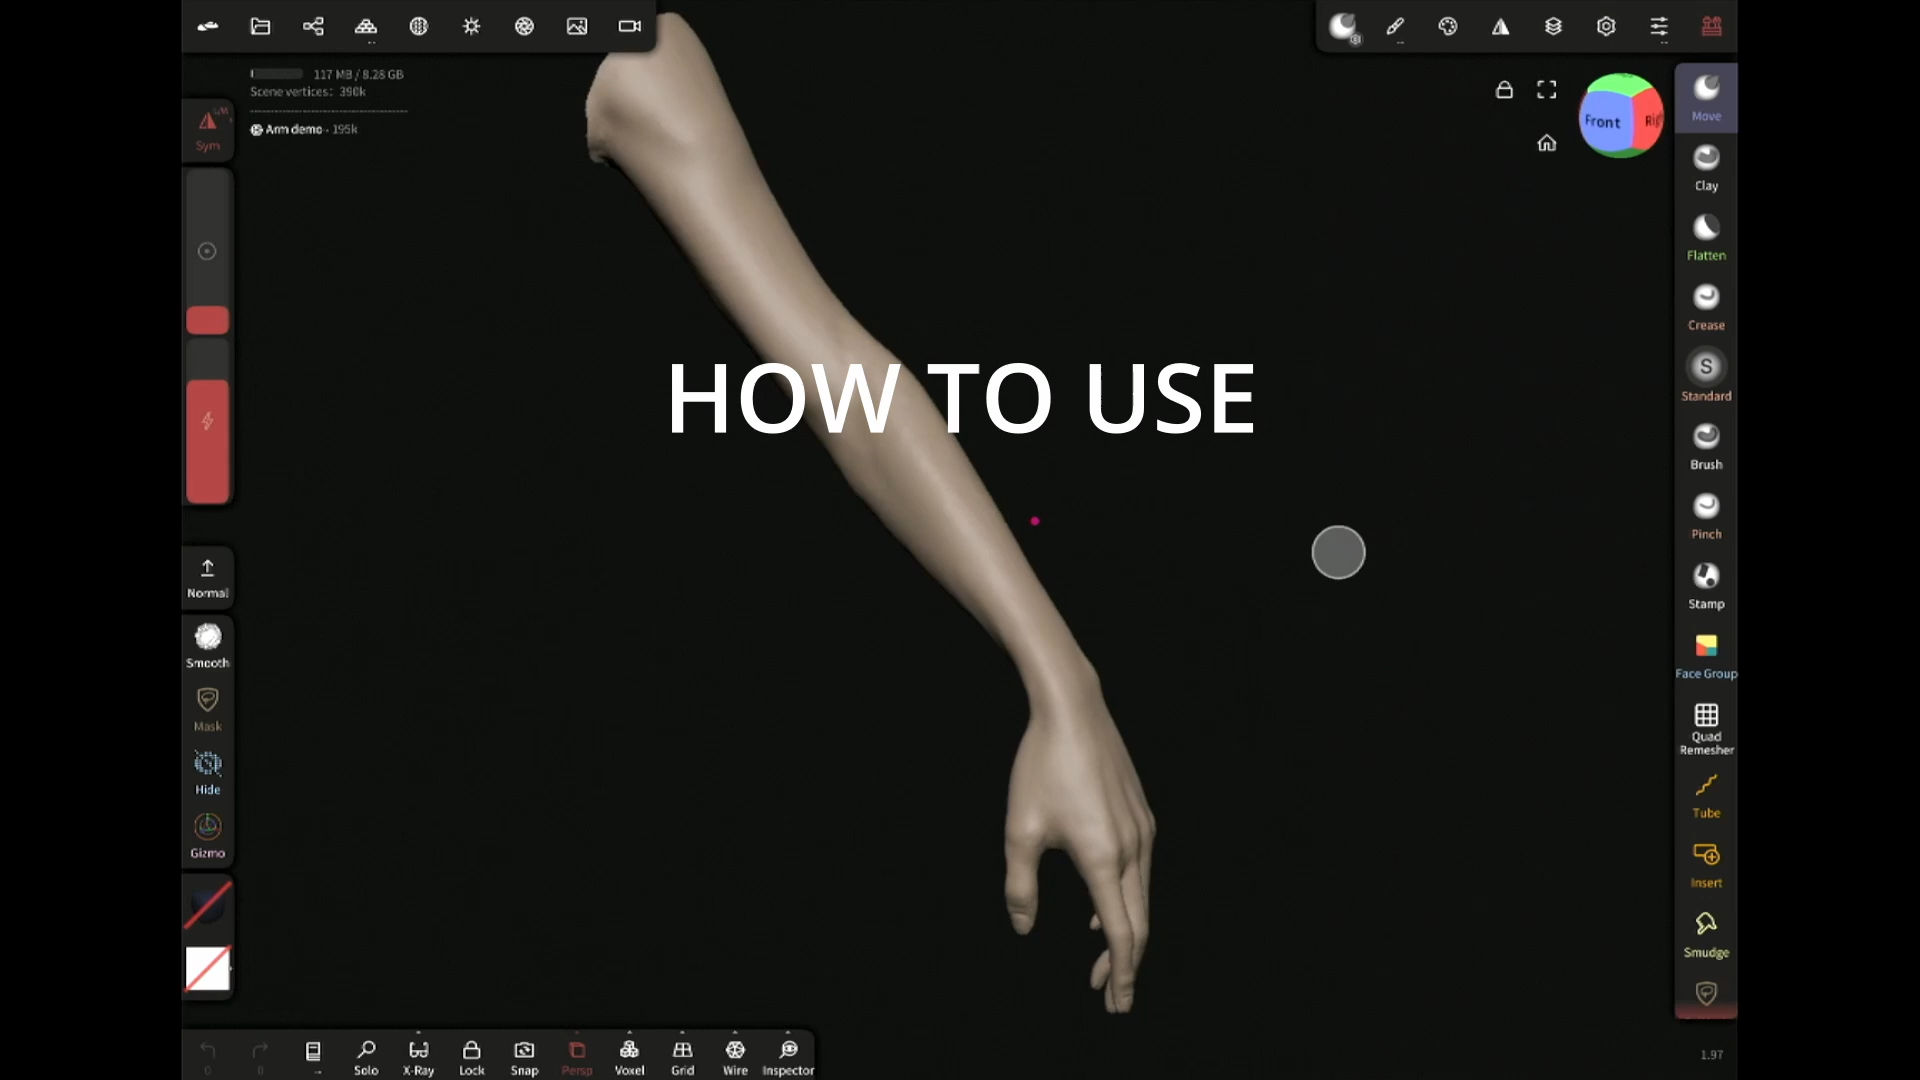 117 MB / 8.28 GB
Scene vertices: 390k
Arm demo - 195k
Sym
Normal
Smooth
Mask
Hide
Gizmo
HOW TO USE
Front
Move
Clay
Flatten
Crease
S
Standard
Brush
Pinch
Stamp
Face Group
Quad
Remesher
Tube
Insert
Smudge
0
0
Solo
X-Ray
Lock
Snap
Persp
Voxel
Grid
Wire
Inspector
1.97